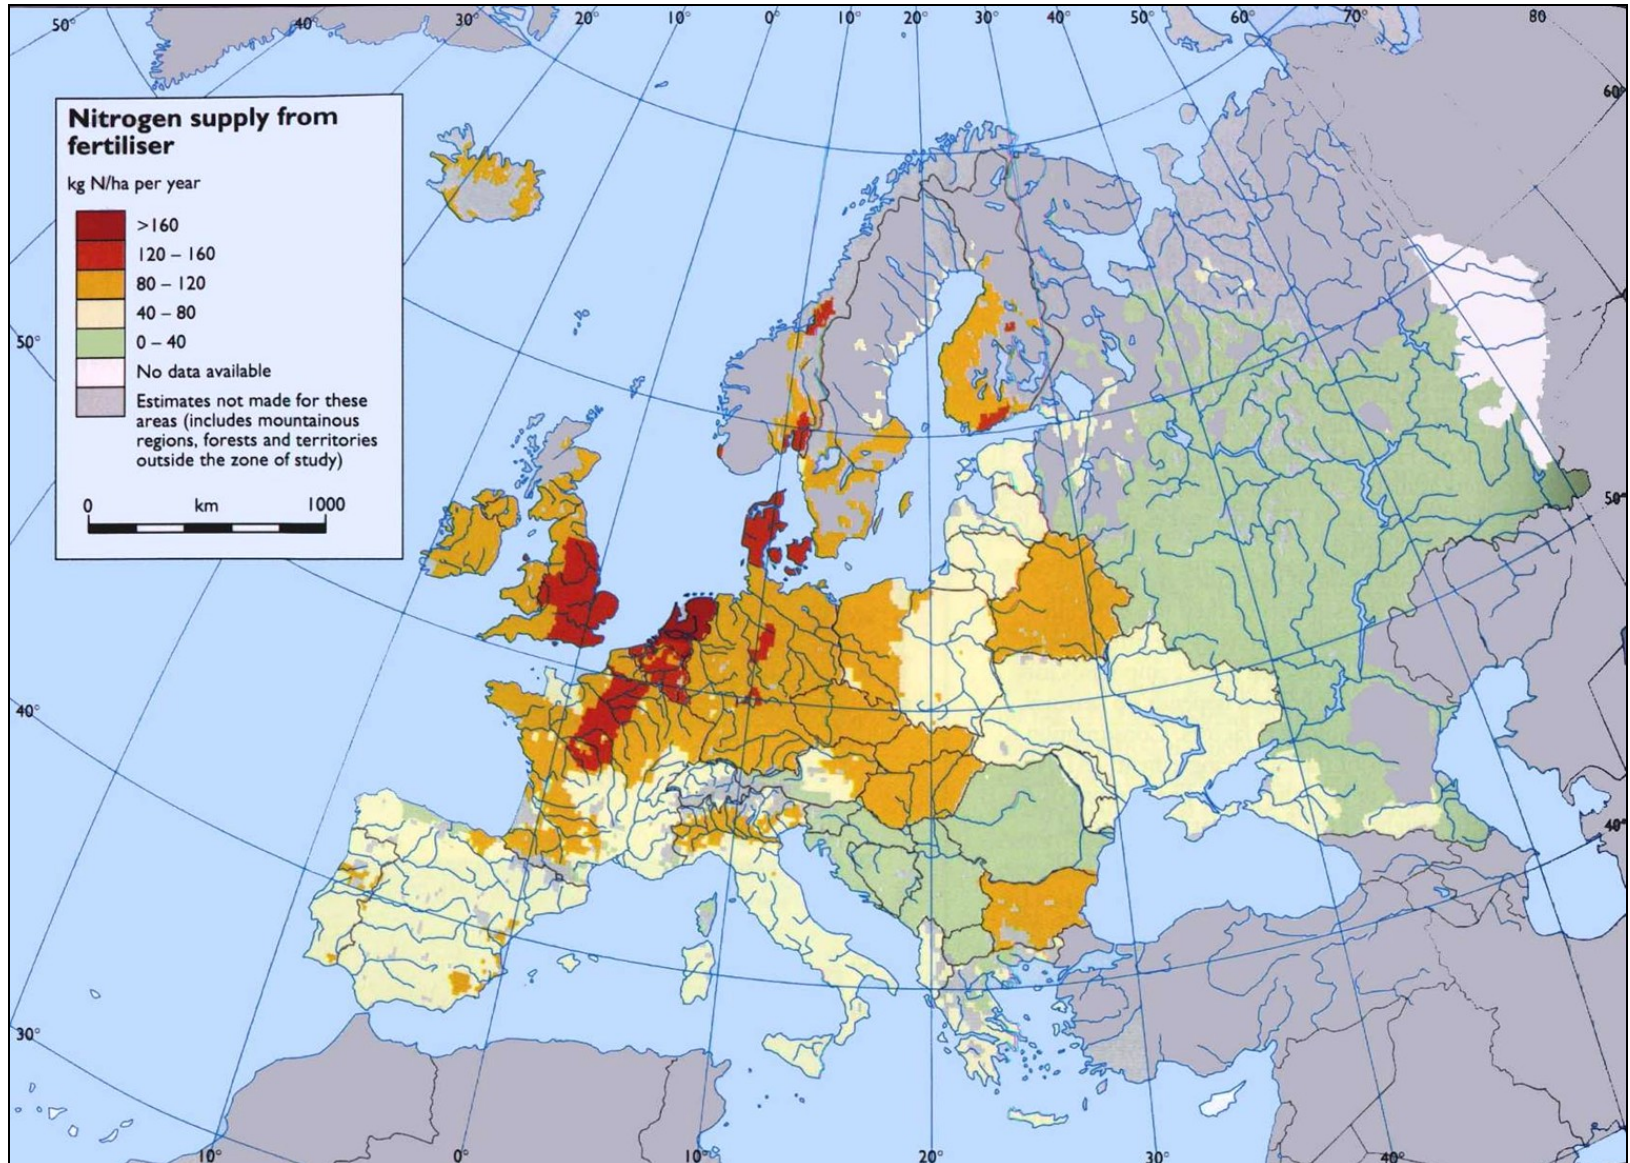 50°
40°
30°
20°
10°
0°
10°
20°
30°
40°
50°
60°
70°
80
60°
Nitrogen supply from
fertiliser
kg N/ha per year
>160
120 – 160
80 – 120
40 – 80
0 – 40
No data available
Estimates not made for these
areas (includes mountainous
regions, forests and territories
outside the zone of study)
0 km 1000
50°
50°
40°
40°
30°
10°
0°
10°
20°
30°
40°